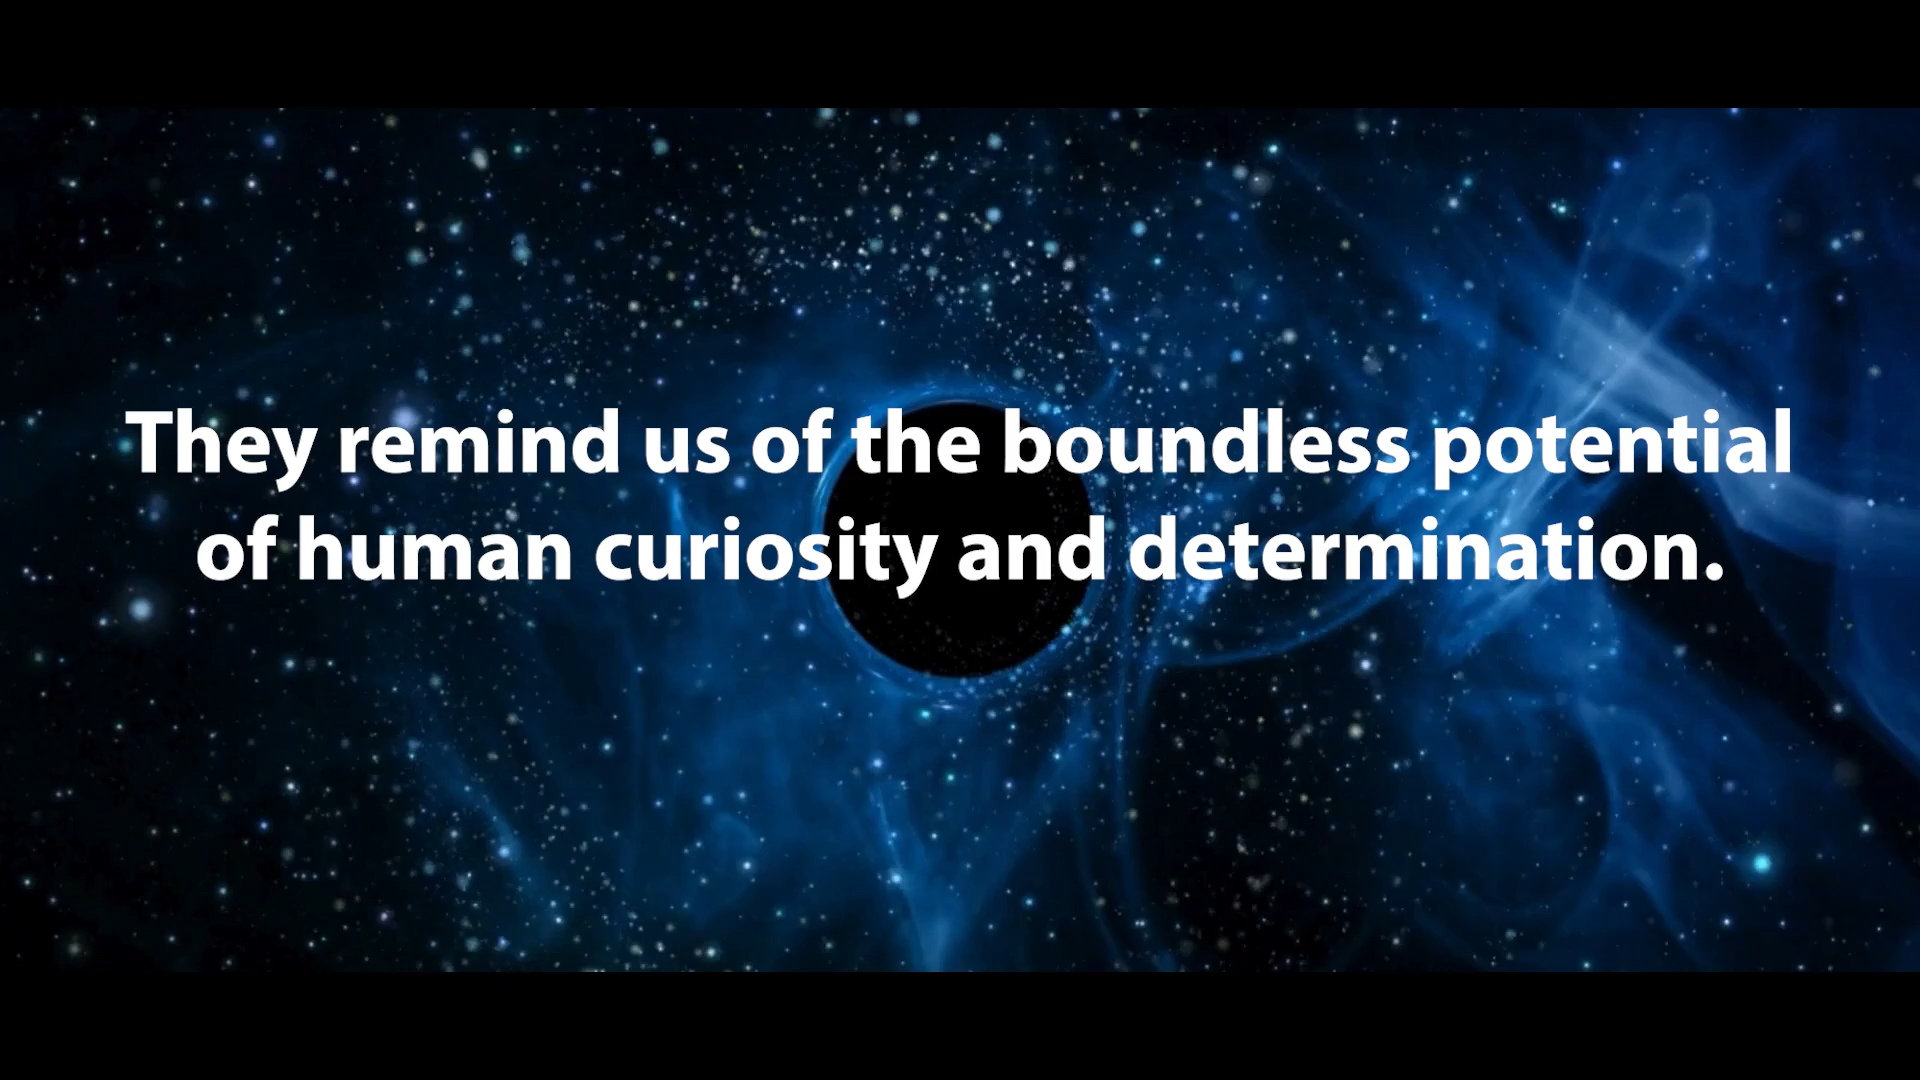 They remind us of the boundless potential
of human curiosity and determination.